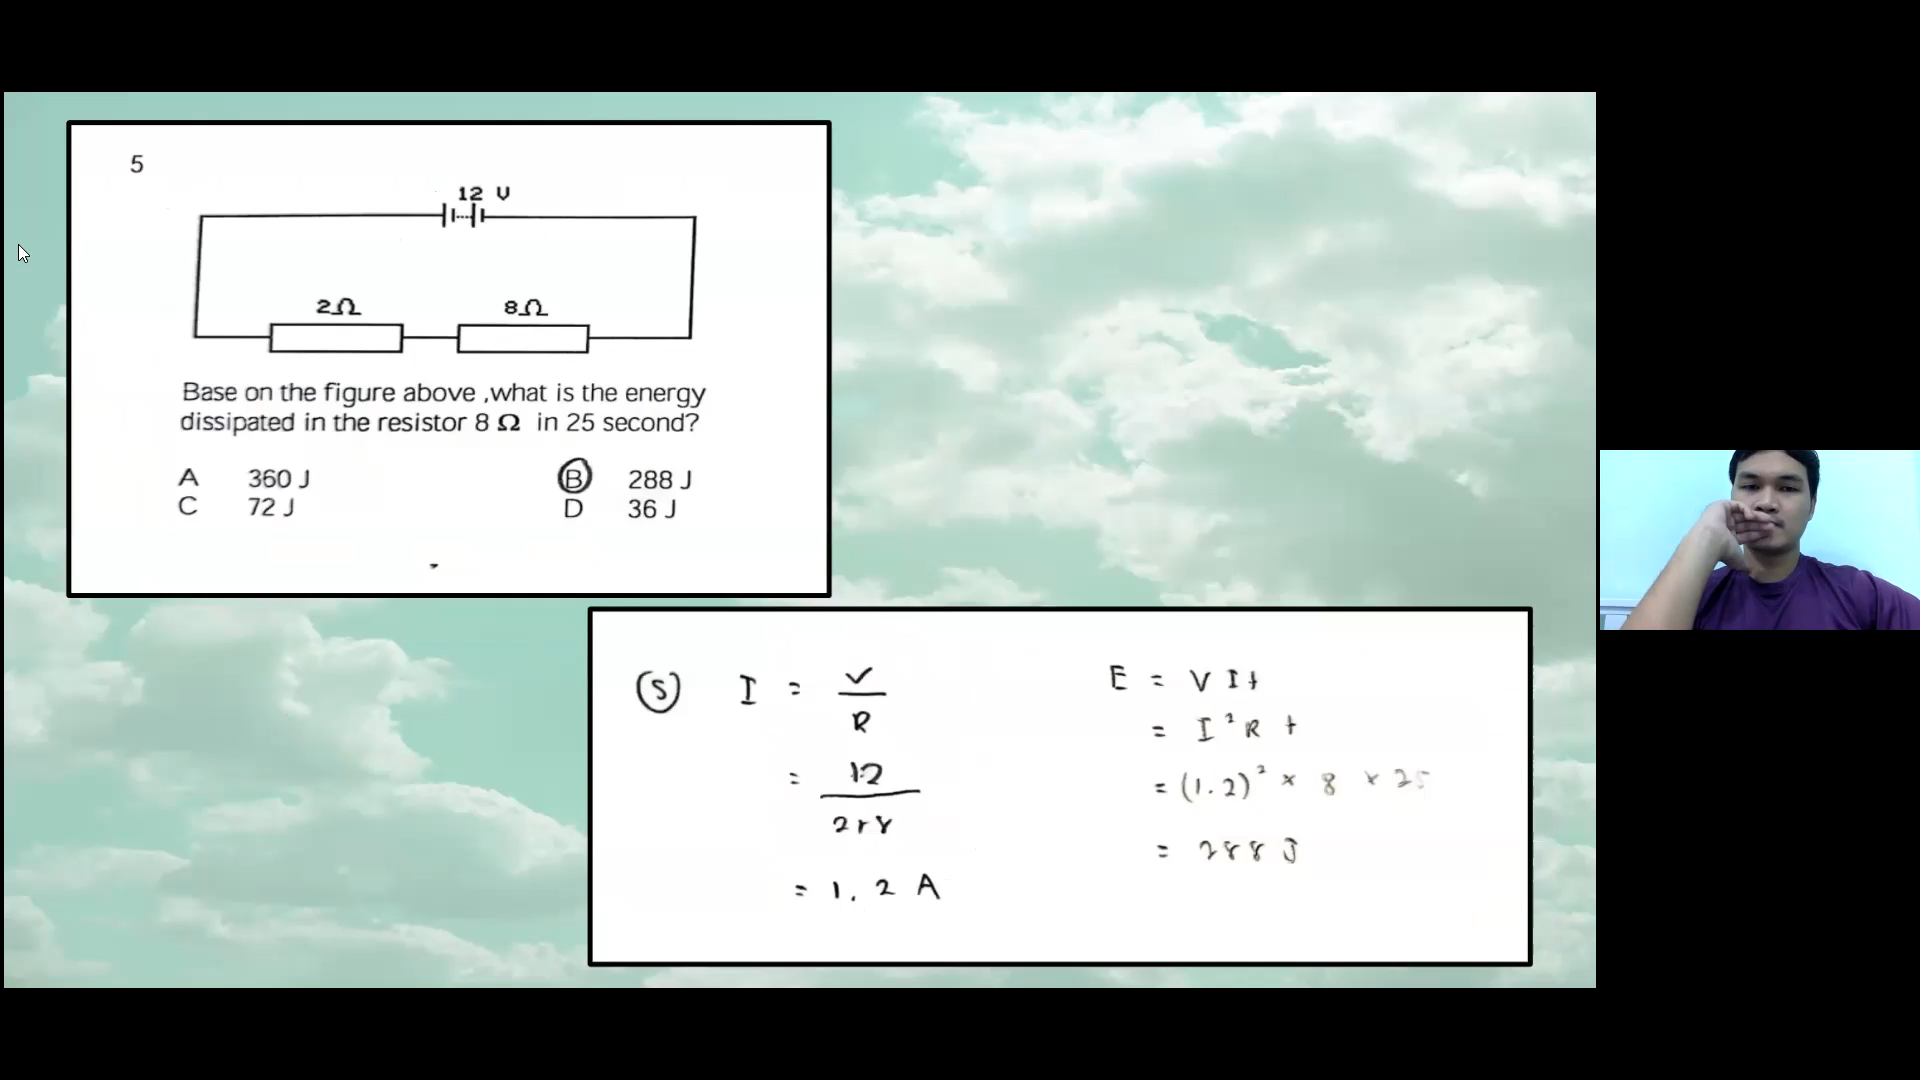 5
12 V
2Ω 8Ω
Base on the figure above ,what is the energy
dissipated in the resistor 8 Ω in 25 second?
A 360 J B 288 J
C 72 J D 36 J
(5) I = V / R
= 12 / 2+8
= 1.2 A
E = VIt
= I²Rt
= (1.2)² × 8 × 25
= 288 J